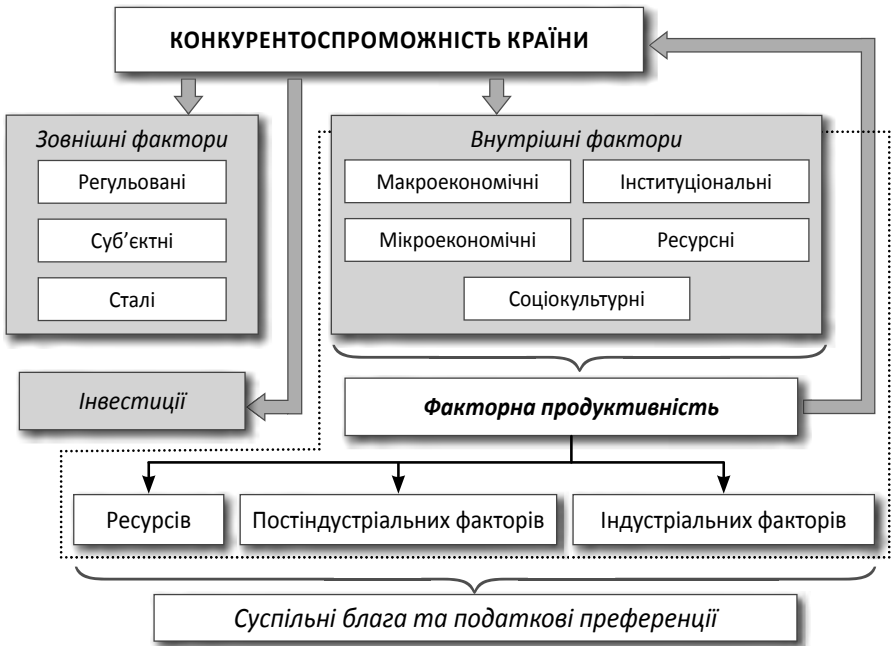 КОНКУРЕНТОСПРОМОЖНІСТЬ КРАЇНИ
Зовнішні фактори
Регульовані
Суб’єктні
Сталі
Внутрішні фактори
Макроекономічні
Інституціональні
Мікроекономічні
Ресурсні
Соціокультурні
Інвестиції
Факторна продуктивність
Ресурсів
Постіндустріальних факторів
Індустріальних факторів
Суспільні блага та податкові преференції